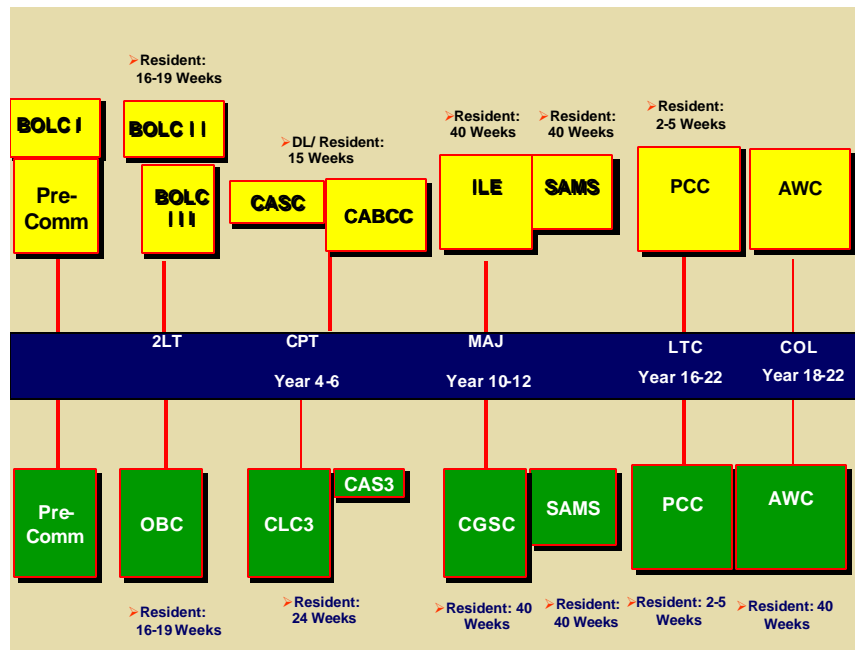 ➢Resident:
16-19 Weeks
➢DL/ Resident:
15 Weeks
➢Resident:
40 Weeks
➢Resident:
40 Weeks
➢Resident:
2-5 Weeks
BOLC I
Pre-
Comm
BOLC I I
BOLC
I I I
CASC
CABCC
ILE
SAMS
PCC
AWC
2LT
CPT
Year 4-6
MAJ
Year 10-12
LTC
Year 16-22
COL
Year 18-22
Pre-
Comm
OBC
CLC3
CAS3
CGSC
SAMS
PCC
AWC
➢Resident:
16-19 Weeks
➢Resident:
24 Weeks
➢Resident: 40
Weeks
➢Resident:
40 Weeks
➢Resident: 2-5
Weeks
➢Resident: 40
Weeks